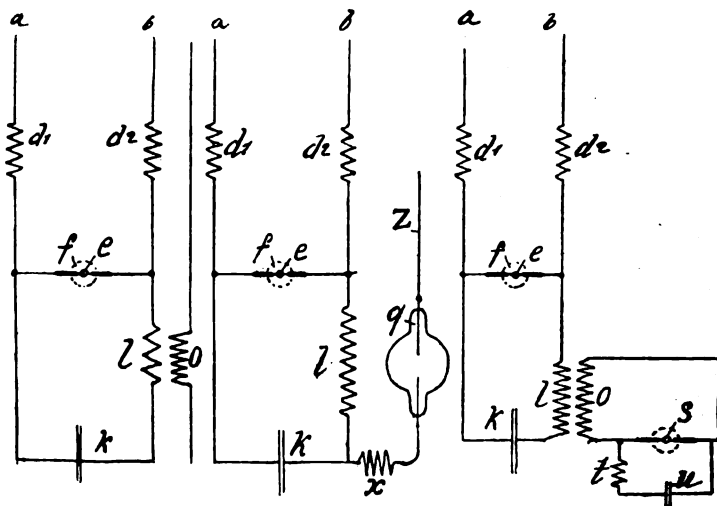 a b a b a b
d1 d2 d1 d2 d1 d2
Z
f e f e f e
q
l O l l O
k k k s
x t u